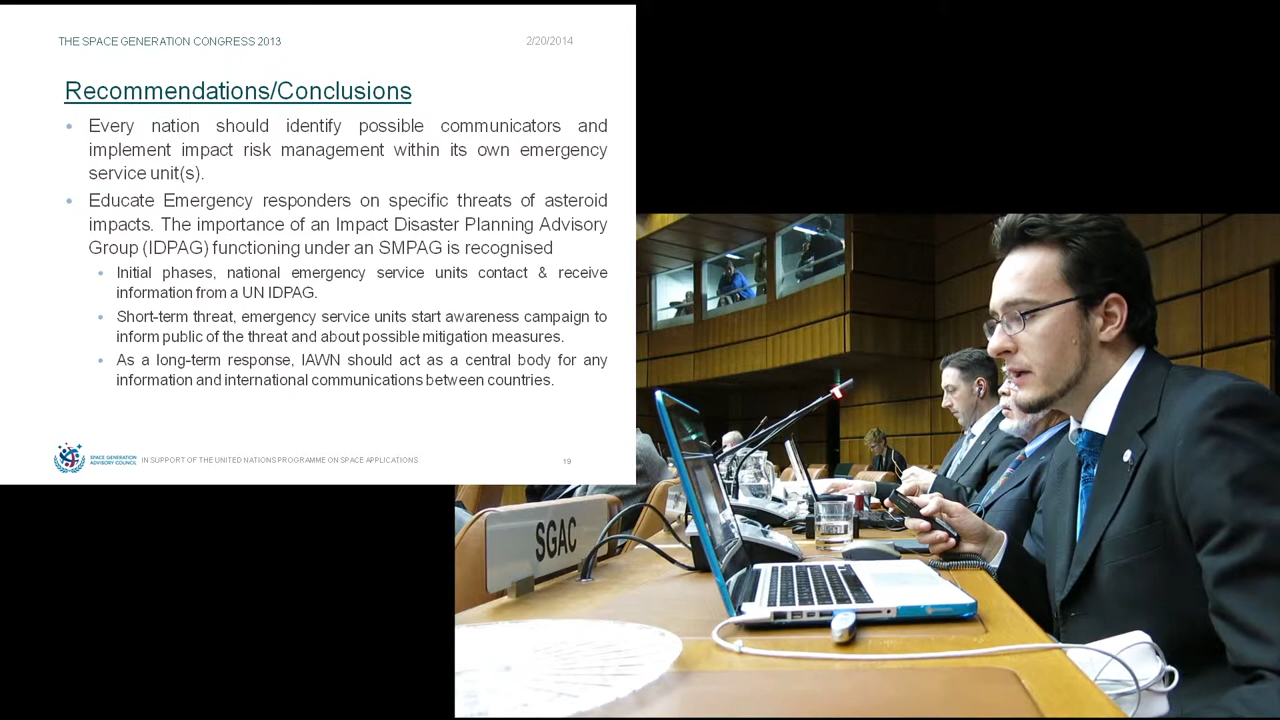 THE SPACE GENERATION CONGRESS 2013
2/20/2014
Recommendations/Conclusions
Every nation should identify possible communicators and
implement impact risk management within its own emergency
service unit(s).
Educate Emergency responders on specific threats of asteroid
impacts. The importance of an Impact Disaster Planning Advisory
Group (IDPAG) functioning under an SMPAG is recognised
Initial phases, national emergency service units contact & receive
information from a UN IDPAG.
Short-term threat, emergency service units start awareness campaign to
inform public of the threat and about possible mitigation measures.
As a long-term response, IAWN should act as a central body for any
information and international communications between countries.
SPACE GENERATION
ADVISORY COUNCIL
IN SUPPORT OF THE UNITED NATIONS PROGRAMME ON SPACE APPLICATIONS
19
SGAC